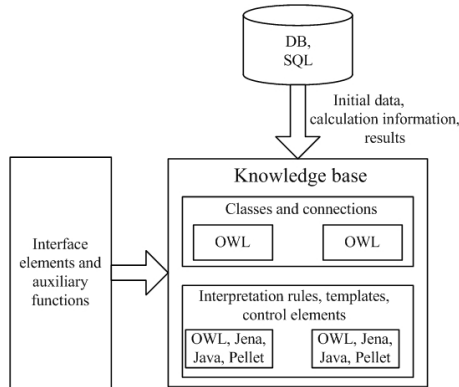 DB,
SQL
Initial data,
calculation information,
results
Knowledge base
Classes and connections
OWL
OWL
Interface
elements and
auxiliary
functions
Interpretation rules, templates,
control elements
OWL, Jena,
Java, Pellet
OWL, Jena,
Java, Pellet